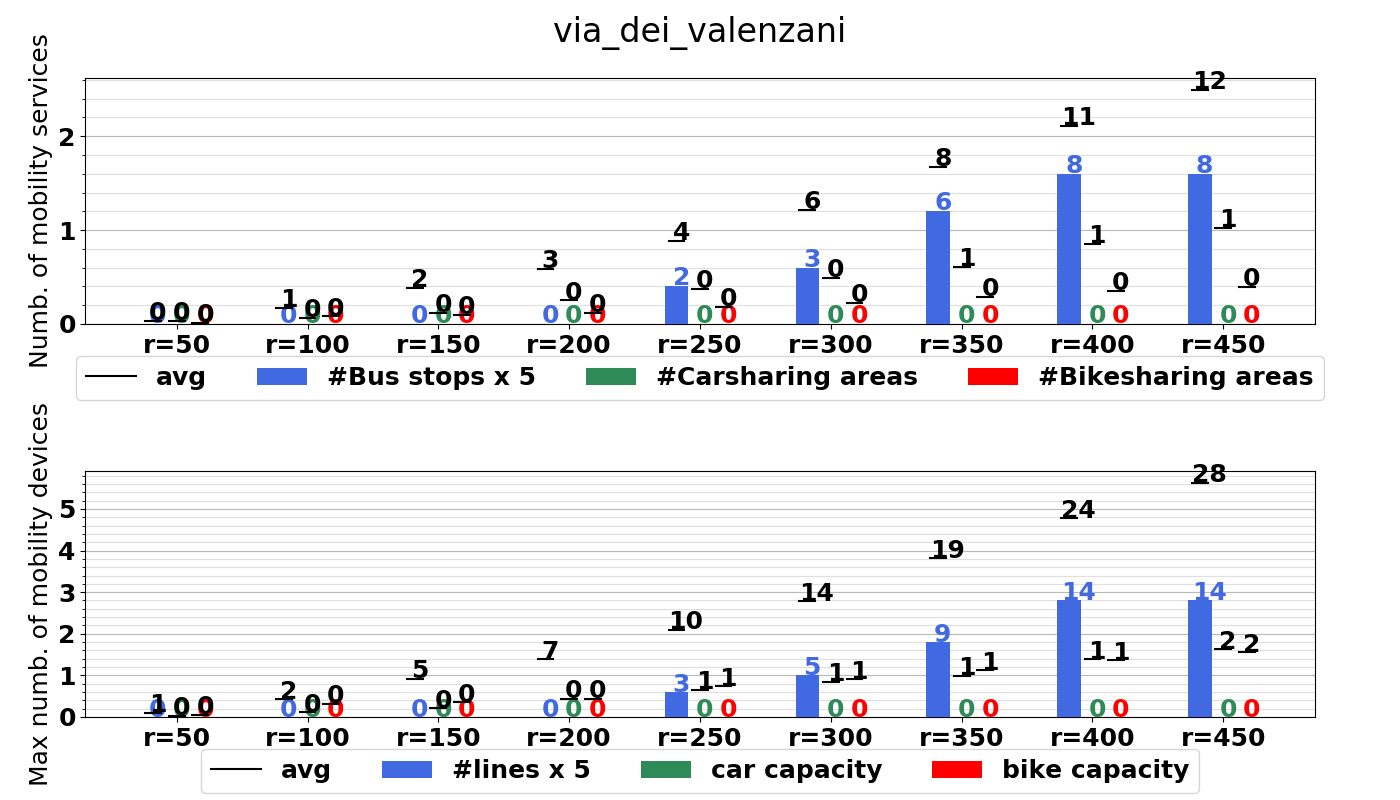 via_dei_valenzani
Numb. of mobility services
2
1
0
0 0 0 0 0 0
1 0 0 0 0 0
2 0 0 0 0 0
3 0 0 0 0 0
4 2 0 0 0 0
6 3 0 0 0 0
8 6 1 0 0 0
11 8 1 0 0 0
12 8 1 0 0 0
r=50 r=100 r=150 r=200 r=250 r=300 r=350 r=400 r=450
avg #Bus stops x 5 #Carsharing areas #Bikesharing areas
Max numb. of mobility devices
5
4
3
2
1
0
1 0 0 0 0 0
2 0 0 0 0 0
5 0 0 0 0 0
7 0 0 0 0 0
10 3 1 0 1 0
14 5 1 0 1 0
19 9 1 0 1 0
24 14 1 0 1 0
28 14 2 0 2 0
r=50 r=100 r=150 r=200 r=250 r=300 r=350 r=400 r=450
avg #lines x 5 car capacity bike capacity